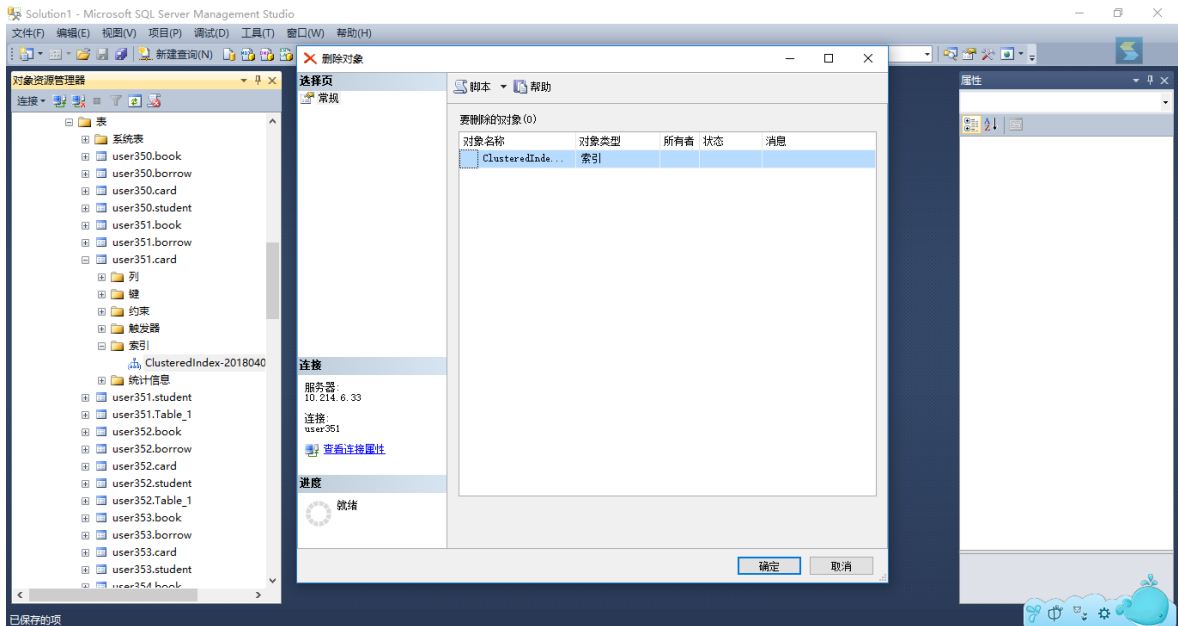 Solution1 - Microsoft SQL Server Management Studio
文件(F) 编辑(E) 视图(V) 项目(P) 调试(D) 工具(T) 窗口(W) 帮助(H)
新建查询(N)
对象资源管理器
连接
表
系统表
user350.book
user350.borrow
user350.card
user350.student
user351.book
user351.borrow
user351.card
列
键
约束
触发器
索引
ClusteredIndex-2018040
统计信息
user351.student
user351.Table_1
user352.book
user352.borrow
user352.card
user352.student
user352.Table_1
user353.book
user353.borrow
user353.card
user353.student
user354.book
已保存的项
删除对象
选择页
常规
连接
服务器:
10.214.6.33
连接:
user351
查看连接属性
进度
就绪
脚本 帮助
要删除的对象(O)
对象名称 对象类型 所有者 状态 消息
ClusteredInde... 索引
确定 取消
属性